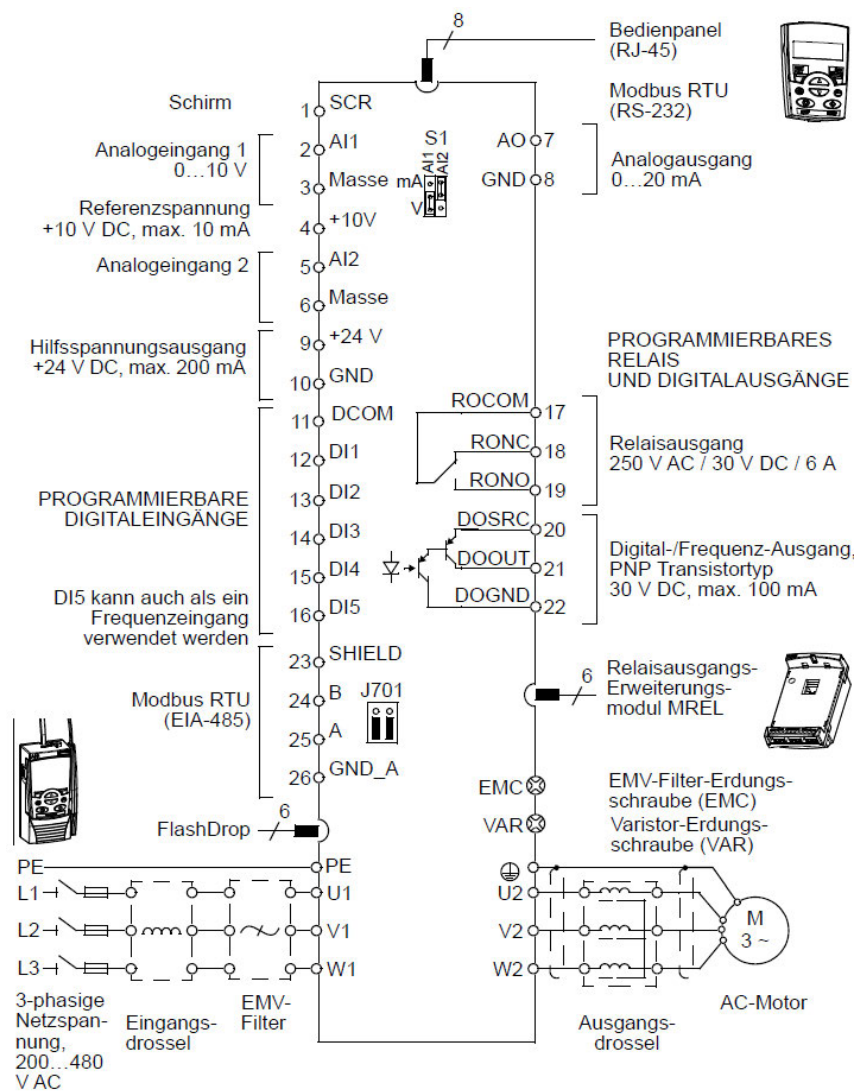 8
Bedienpanel
(RJ-45)
Modbus RTU
(RS-232)
Schirm
1 SCR
Analogeingang 1
0...10 V
2 AI1
3 Masse
Referenzspannung
+10 V DC, max. 10 mA
4 +10V
Analogeingang 2
5 AI2
6 Masse
Hilfsspannungsausgang
+24 V DC, max. 200 mA
9 +24 V
10 GND
11 DCOM
12 DI1
PROGRAMMIERBARE
DIGITALEINGÄNGE
13 DI2
14 DI3
15 DI4
DI5 kann auch als ein
Frequenzeingang
verwendet werden
16 DI5
23 SHIELD
Modbus RTU
(EIA-485)
24 B
25 A
26 GND_A
J701
S1
AI1
AI2
mA
V
AO 7
GND 8
Analogausgang
0...20 mA
PROGRAMMIERBARES
RELAIS
UND DIGITALAUSGÄNGE
ROCOM 17
RONC 18
RONO 19
Relaisausgang
250 V AC / 30 V DC / 6 A
DOSRC 20
DOOUT 21
DOGND 22
Digital-/Frequenz-Ausgang,
PNP Transistortyp
30 V DC, max. 100 mA
6
Relaisausgangs-
Erweiterungs-
modul MREL
EMC
EMV-Filter-Erdungs-
schraube (EMC)
VAR
Varistor-Erdungs-
schraube (VAR)
FlashDrop
6
PE
PE
L1
U1
U2
L2
V1
V2
L3
W1
W2
M
3 ~
3-phasige
Netzspan-
nung,
200...480
V AC
Eingangs-
drossel
EMV-
Filter
Ausgangs-
drossel
AC-Motor